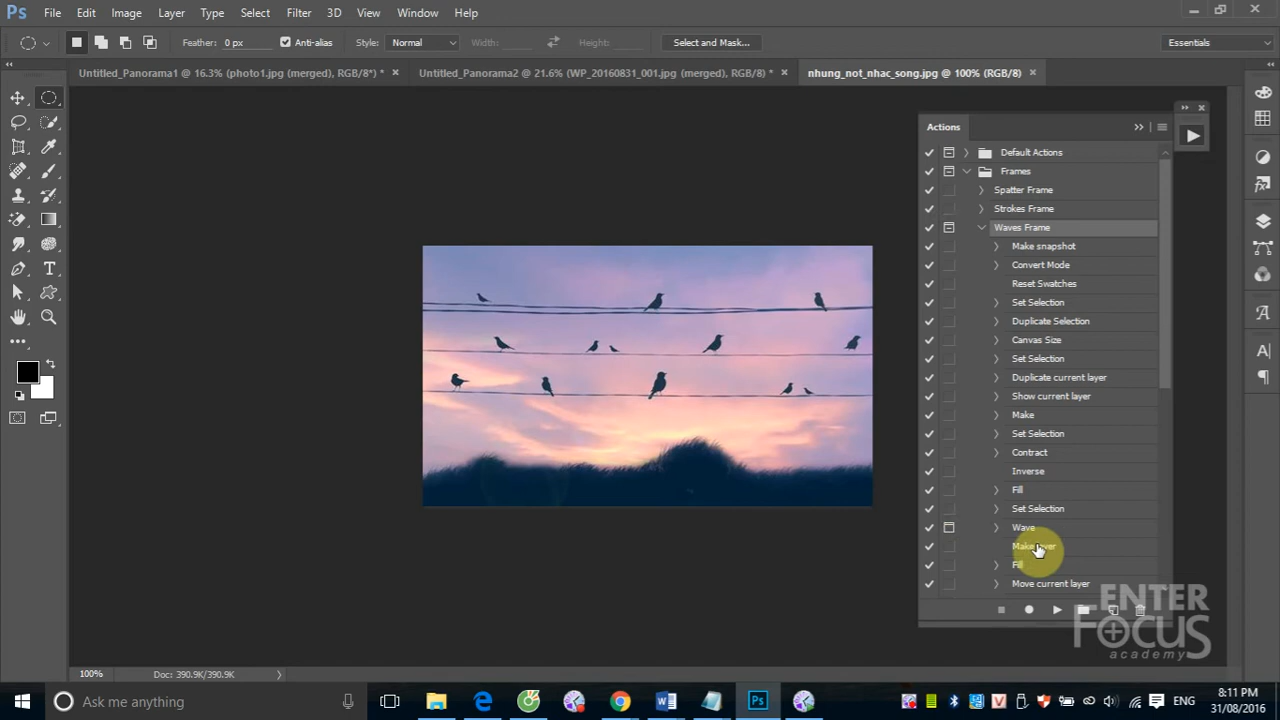 Ps File Edit Image Layer Type Select Filter 3D View Window Help
Feather: 0 px Anti-alias Style: Normal Width: Height: Select and Mask... Essentials
Untitled_Panorama1 @ 16.3% (photo1.jpg (merged), RGB/8*) * Untitled_Panorama2 @ 21.6% (WP_20160831_001.jpg (merged), RGB/8) * nhung_not_nhac_song.jpg @ 100% (RGB/8)
Actions
Default Actions
Frames
Spatter Frame
Strokes Frame
Waves Frame
Make snapshot
Convert Mode
Reset Swatches
Set Selection
Duplicate Selection
Canvas Size
Set Selection
Duplicate current layer
Show current layer
Make
Set Selection
Contract
Inverse
Fill
Set Selection
Wave
Make layer
Fill
Move current layer
ENTER
FOCUS
academy
100% Doc: 390.9K/390.9K
Ask me anything
ENG
8:11 PM
31/08/2016